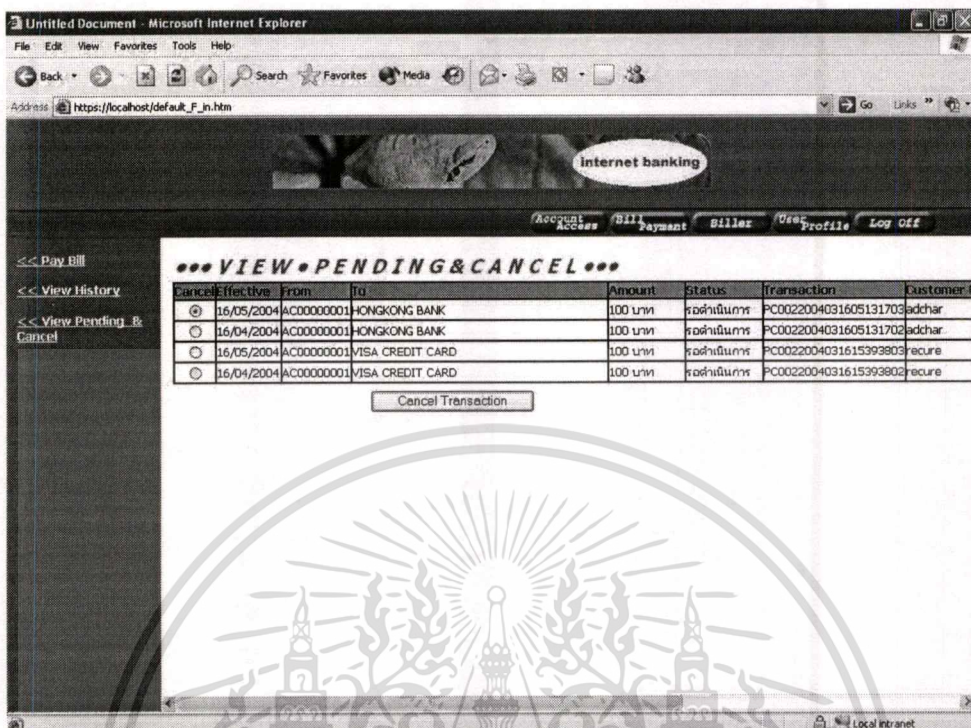 Untitled Document - Microsoft Internet Explorer
File Edit View Favorites Tools Help
Back Search Favorites Media
Address https://localhost/default_F_in.htm Go Links »
internet banking
Account Access Bill Payment Biller User Profile Log Off
<< Pay Bill
<< View History
<< View Pending & Cancel
•••VIEW•PENDING&CANCEL•••
Cancel Effective From To Amount Status Transaction Customer
16/05/2004 AC00000001 HONGKONG BANK 100 บาท รอดำเนินการ PC0022004031605131703 adchar
16/04/2004 AC00000001 HONGKONG BANK 100 บาท รอดำเนินการ PC0022004031605131702 adchar
16/05/2004 AC00000001 VISA CREDIT CARD 100 บาท รอดำเนินการ PC0022004031615393803 recure
16/04/2004 AC00000001 VISA CREDIT CARD 100 บาท รอดำเนินการ PC0022004031615393802 recure
Cancel Transaction
Local intranet